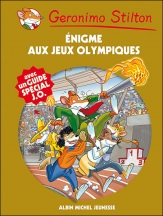 Geronimo Stilton
ÉNIGME
AUX JEUX OLYMPIQUES
AVEC
UN GUIDE
SPÉCIAL
J.O.
ALBIN MICHEL JEUNESSE